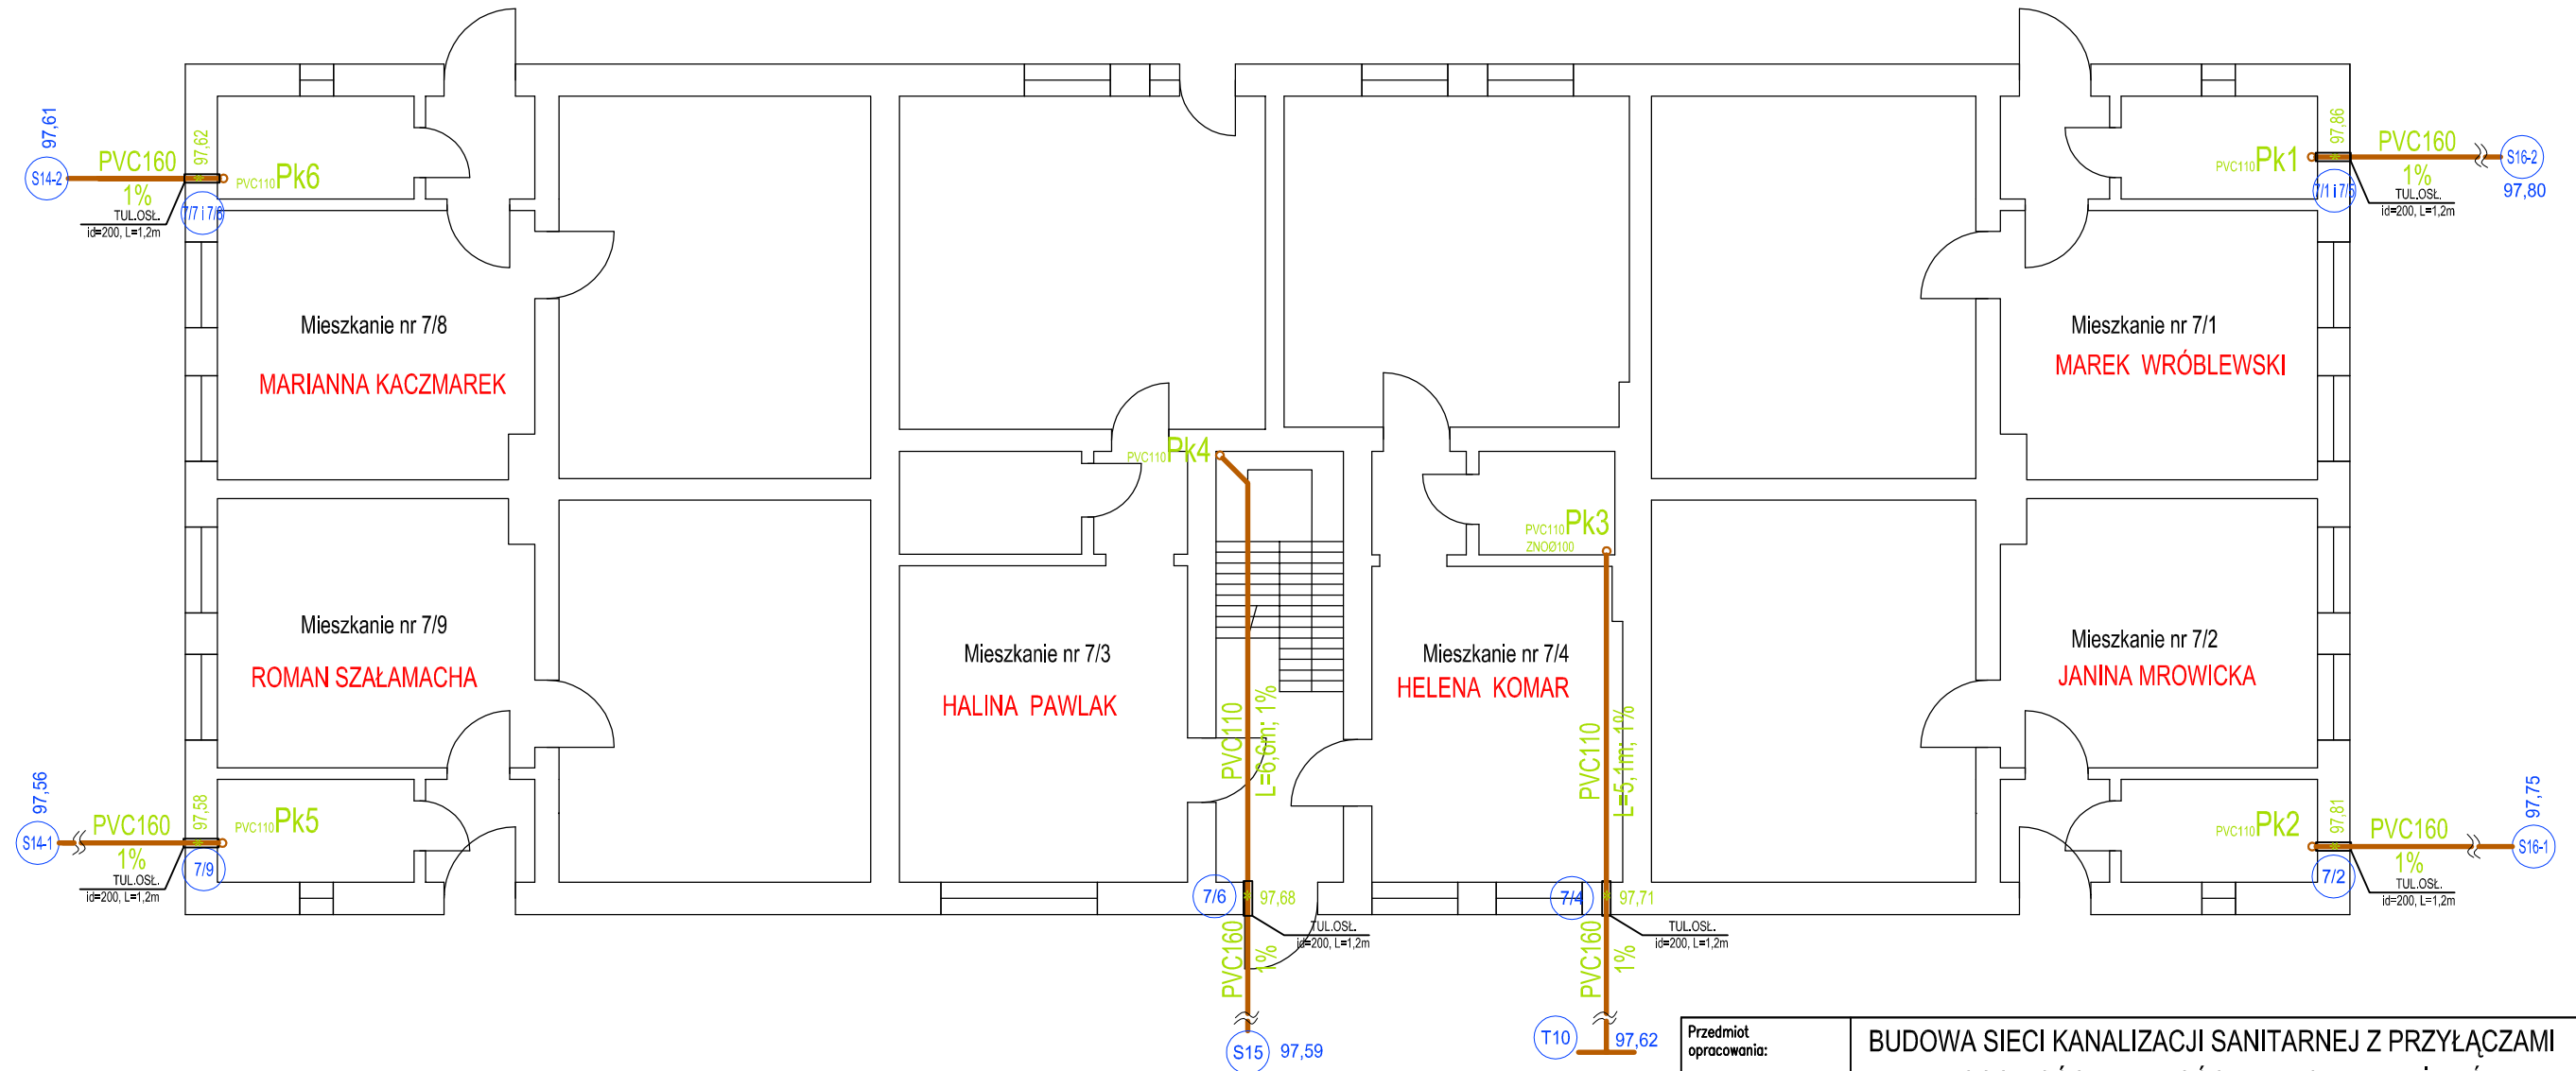 97,61
S14-2
PVC160
1%
97,62
TUL.OSŁ.
id=200, L=1,2m
7/7 i 7/8
PVC110 Pk6
PVC110 Pk1
97,86
PVC160
1%
S16-2
97,80
7/1 i 7/5
TUL.OSŁ.
id=200, L=1,2m
Mieszkanie nr 7/8
MARIANNA KACZMAREK
Mieszkanie nr 7/1
MAREK WRÓBLEWSKI
PVC110 Pk4
PVC110 Pk3
ZNOØ100
Mieszkanie nr 7/9
ROMAN SZAŁAMACHA
Mieszkanie nr 7/3
HALINA PAWLAK
Mieszkanie nr 7/4
HELENA KOMAR
Mieszkanie nr 7/2
JANINA MROWICKA
PVC110
L=6,6m; 1%
PVC110
L=5,1m; 1%
97,56
S14-1
PVC160
1%
97,58
TUL.OSŁ.
id=200, L=1,2m
7/9
PVC110 Pk5
PVC110 Pk2
97,81
PVC160
1%
97,75
S16-1
7/2
TUL.OSŁ.
id=200, L=1,2m
7/6
97,68
TUL.OSŁ.
id=200, L=1,2m
PVC160
1%
S15
97,59
7/4
97,71
TUL.OSŁ.
id=200, L=1,2m
PVC160
1%
T10
97,62
Przedmiot
opracowania:
BUDOWA SIECI KANALIZACJI SANITARNEJ Z PRZYŁĄCZAMI